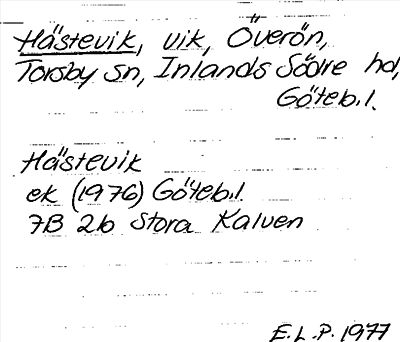 Hästevik, vik, Överön,
Torsby sn, Inlands Södre hd,
Göteb.l.
Hästevik
ek (1976) Göteb.l.
7B 2b Stora Kalven
E.L.P. 1977